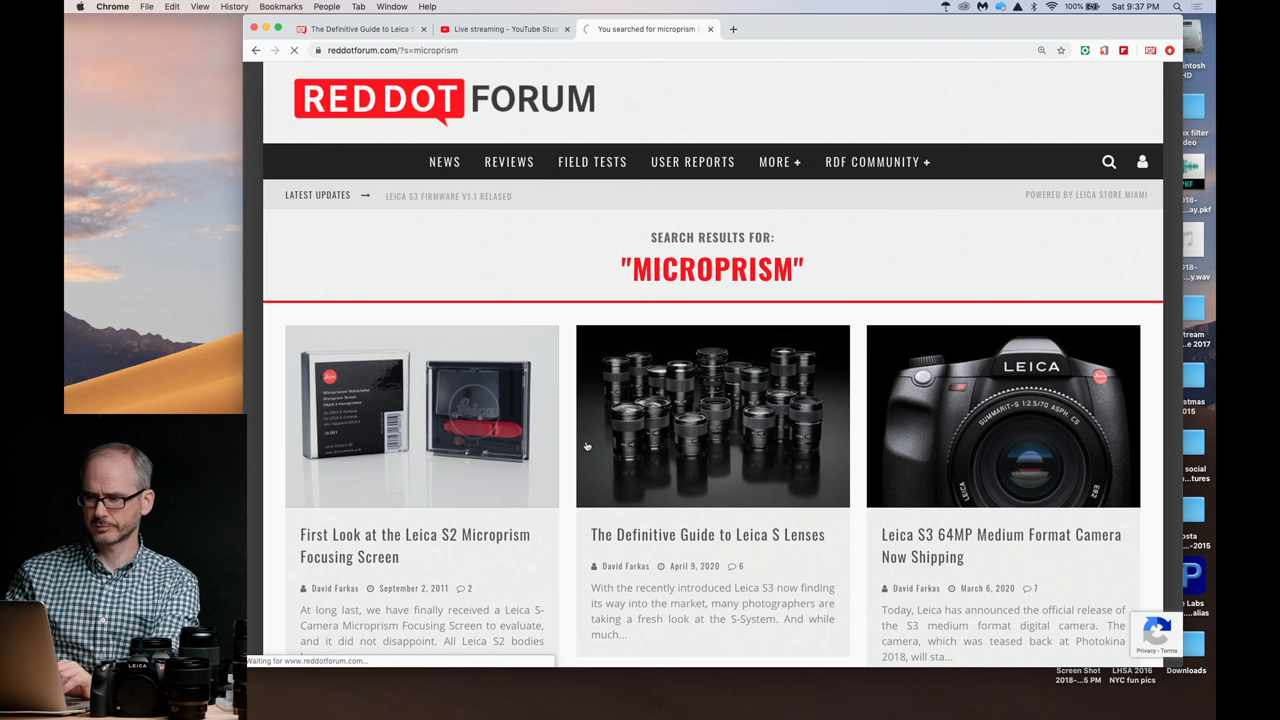 Chrome File Edit View History Bookmarks People Tab Window Help 100% Sat 9:37 PM
The Definitive Guide to Leica S Live streaming - YouTube Stud You searched for microprism |
reddotforum.com/?s=microprism
RED DOT FORUM
NEWS REVIEWS FIELD TESTS USER REPORTS MORE + RDF COMMUNITY +
LATEST UPDATES → LEICA S3 FIRMWARE V1.1 RELASED POWERED BY LEICA STORE MIAMI
SEARCH RESULTS FOR:
"MICROPRISM"
LEICA
SUMMARIT-S 1:2.5/70 ASPH. CS
LEICA
E82
First Look at the Leica S2 Microprism
Focusing Screen
David Farkas September 2, 2011 2
At long last, we have finally received a Leica S-
Camera Microprism Focusing Screen to evaluate,
and it did not disappoint. All Leica S2 bodies
The Definitive Guide to Leica S Lenses
David Farkas April 9, 2020 6
With the recently introduced Leica S3 now finding
its way into the market, many photographers are
taking a fresh look at the S-System. And while
much...
Leica S3 64MP Medium Format Camera
Now Shipping
David Farkas March 6, 2020 7
Today, Leica has announced the official release of
the S3 medium format digital camera. The
camera, which was teased back at Photokina
2018, will sta...
Privacy - Terms
Waiting for www.reddotforum.com...
LEICA
Screen Shot
2018-...5 PM
LHSA 2016
NYC fun pics
Downloads